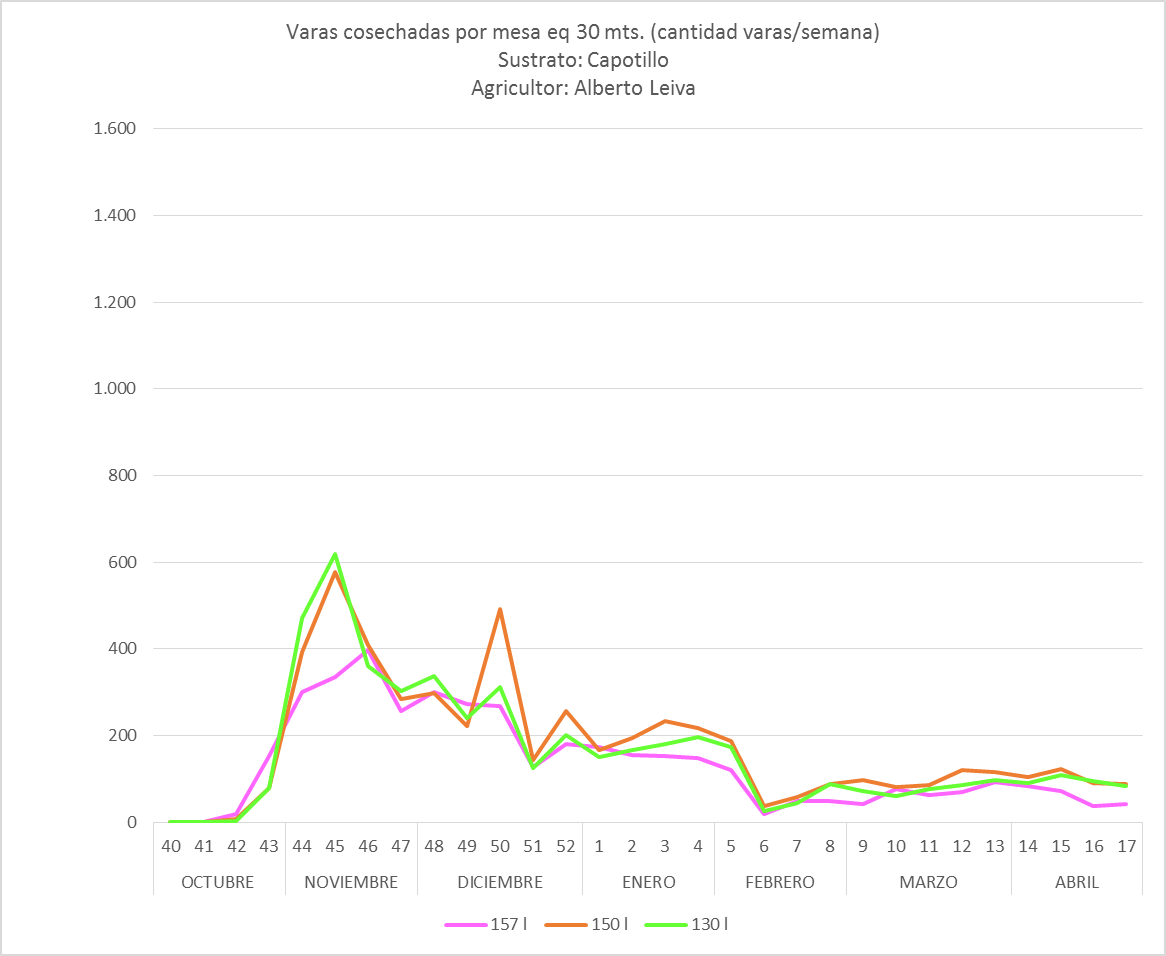 Varas cosechadas por mesa eq 30 mts. (cantidad varas/semana)
Sustrato: Capotillo
Agricultor: Alberto Leiva
1.600
1.400
1.200
1.000
800
600
400
200
0
40 41 42 43 44 45 46 47 48 49 50 51 52 1 2 3 4 5 6 7 8 9 10 11 12 13 14 15 16 17
OCTUBRE NOVIEMBRE DICIEMBRE ENERO FEBRERO MARZO ABRIL
157 l 150 l 130 l